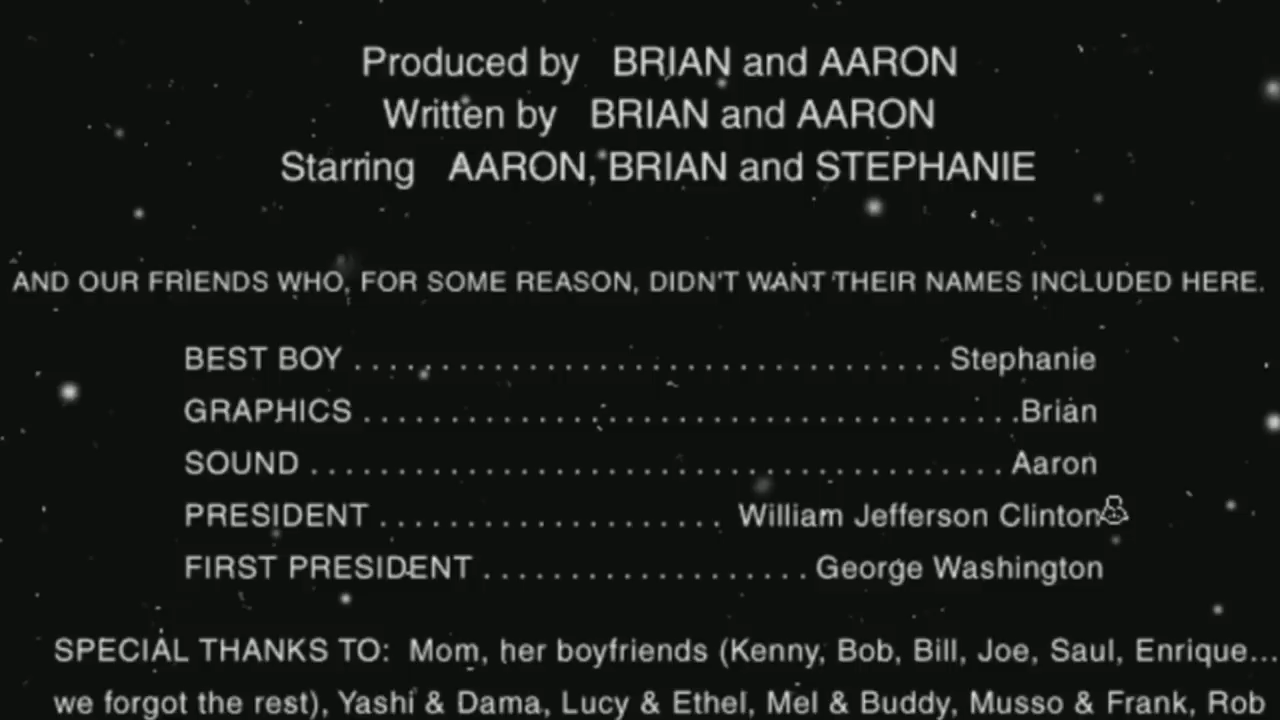 Produced by BRIAN and AARON
Written by BRIAN and AARON
Starring AARON, BRIAN and STEPHANIE
AND OUR FRIENDS WHO, FOR SOME REASON, DIDN'T WANT THEIR NAMES INCLUDED HERE.
BEST BOY . . . . . . . . . . . . . . . . . . . . . . . . . . . . . . . . . Stephanie
GRAPHICS . . . . . . . . . . . . . . . . . . . . . . . . . . . . . . . . . . . . .Brian
SOUND . . . . . . . . . . . . . . . . . . . . . . . . . . . . . . . . . . . . . . . Aaron
PRESIDENT . . . . . . . . . . . . . . . . . . . . William Jefferson Clinton
FIRST PRESIDENT . . . . . . . . . . . . . . . . . . . George Washington
SPECIAL THANKS TO: Mom, her boyfriends (Kenny, Bob, Bill, Joe, Saul, Enrique...
we forgot the rest), Yashi & Dama, Lucy & Ethel, Mel & Buddy, Musso & Frank, Rob